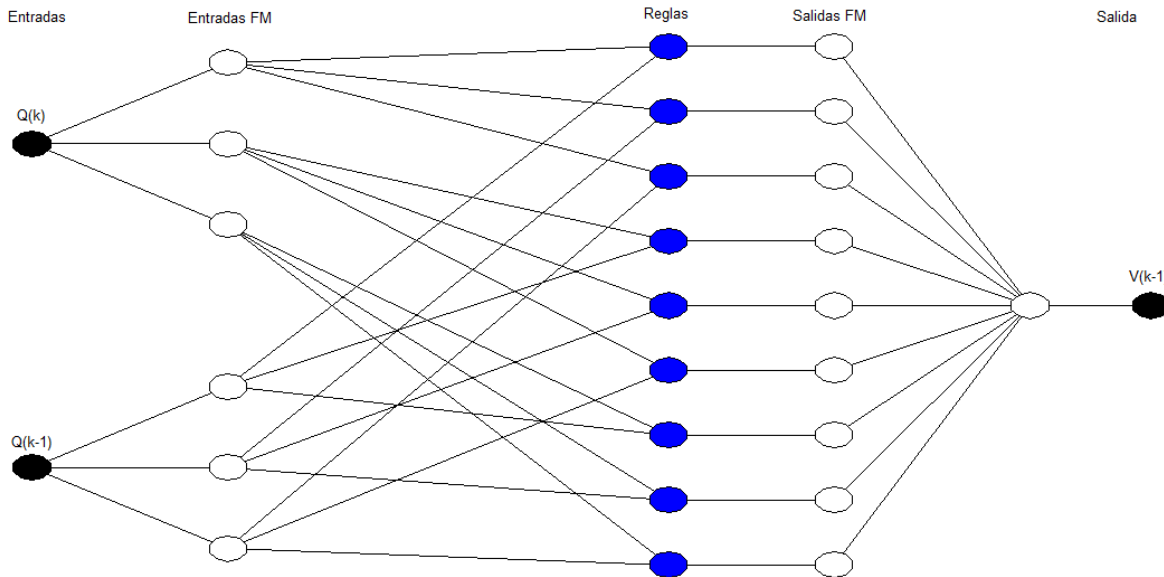 Entradas
Entradas FM
Reglas
Salidas FM
Salida
Q(k)
V(k-1
Q(k-1)